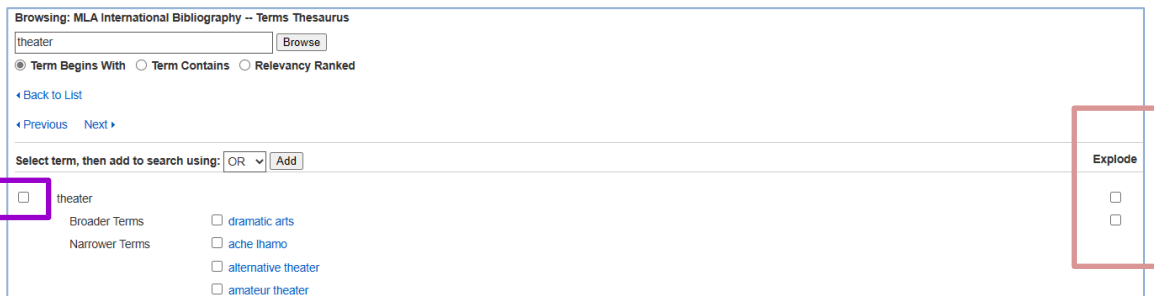 Browsing: MLA International Bibliography -- Terms Thesaurus
theater Browse
Term Begins With Term Contains Relevancy Ranked
Back to List
Previous Next
Select term, then add to search using: OR Add Explode
theater
Broader Terms dramatic arts
Narrower Terms ache lhamo
alternative theater
amateur theater